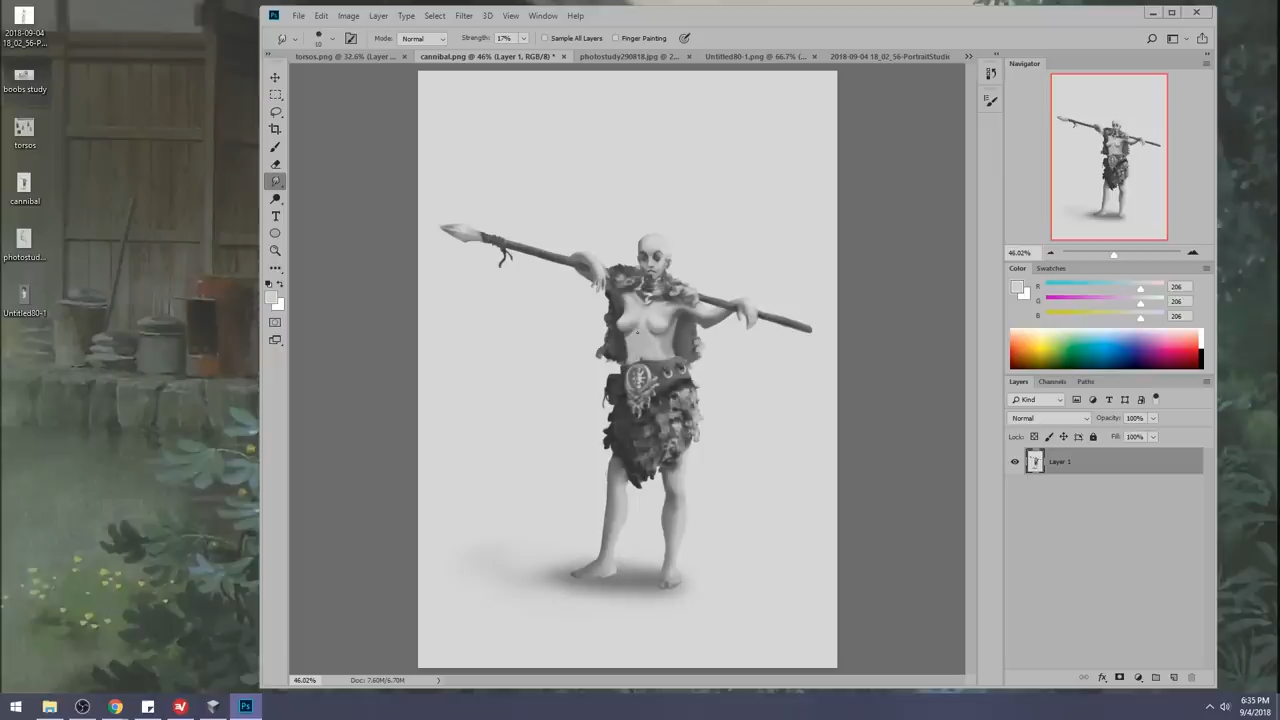 Ps File Edit Image Layer Type Select Filter 3D View Window Help
Mode: Normal Strength: 17% Sample All Layers Finger Painting
torsos.png @ 32.6% (Layer ... × cannibal.png @ 46% (Layer 1, RGB/8) * × photostudy290818.jpg @ 2... × Untitled80-1.png @ 66.7% (... × 2018-09-04 18_02_56-PortraitStudio
2018-09-04
18_02_56-P...
boobs study
torsos
cannibal
photostud...
Untitled80-1
Navigator
46.02%
Color Swatches
R 206
G 206
B 206
Layers Channels Paths
Kind
Normal Opacity: 100%
Lock: Fill: 100%
Layer 1
46.02% Doc: 7.60M/6.70M
Ps
6:35 PM
9/4/2018